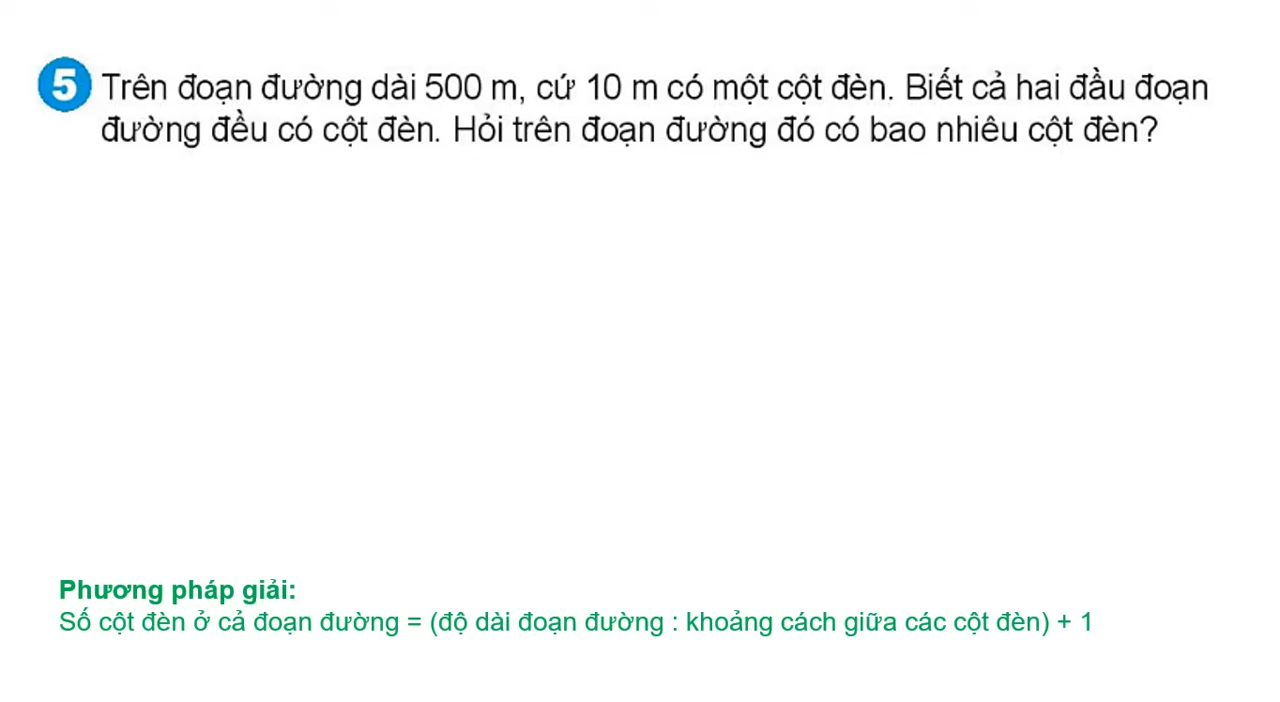 5 Trên đoạn đường dài 500 m, cứ 10 m có một cột đèn. Biết cả hai đầu đoạn
đường đều có cột đèn. Hỏi trên đoạn đường đó có bao nhiêu cột đèn?
Phương pháp giải:
Số cột đèn ở cả đoạn đường = (độ dài đoạn đường : khoảng cách giữa các cột đèn) + 1